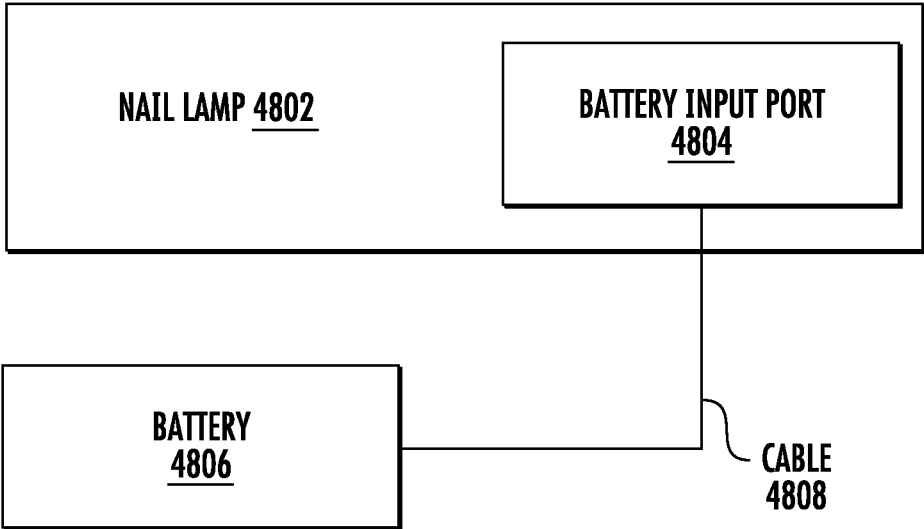 NAIL LAMP 4802
BATTERY INPUT PORT
4804
BATTERY
4806
CABLE
4808